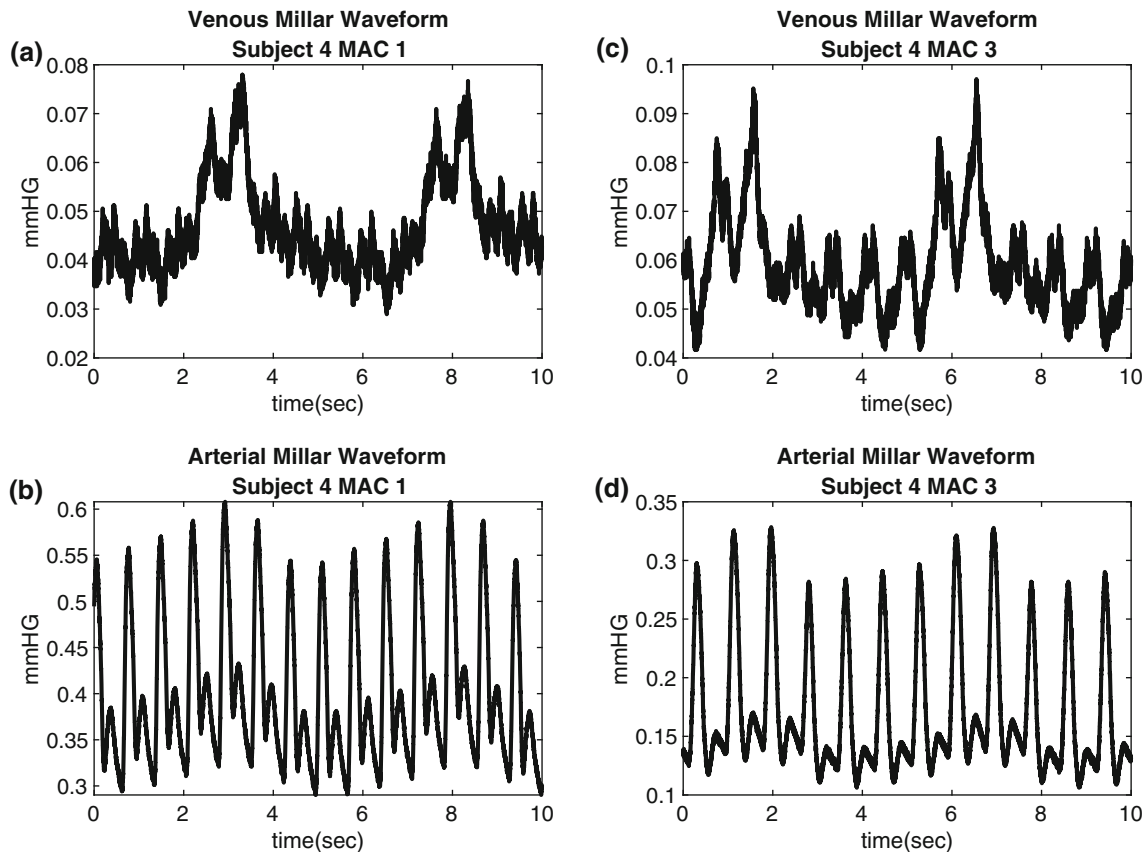 Venous Millar Waveform
Subject 4 MAC 1
(a)
0.08
0.07
0.06
0.05
0.04
0.03
0.02
mmHG
0 2 4 6 8 10
time(sec)
Venous Millar Waveform
Subject 4 MAC 3
(c)
0.1
0.09
0.08
0.07
0.06
0.05
0.04
mmHG
0 2 4 6 8 10
time(sec)
Arterial Millar Waveform
Subject 4 MAC 1
(b)
0.6
0.55
0.5
0.45
0.4
0.35
0.3
mmHG
0 2 4 6 8 10
time(sec)
Arterial Millar Waveform
Subject 4 MAC 3
(d)
0.35
0.3
0.25
0.2
0.15
0.1
mmHG
0 2 4 6 8 10
time(sec)